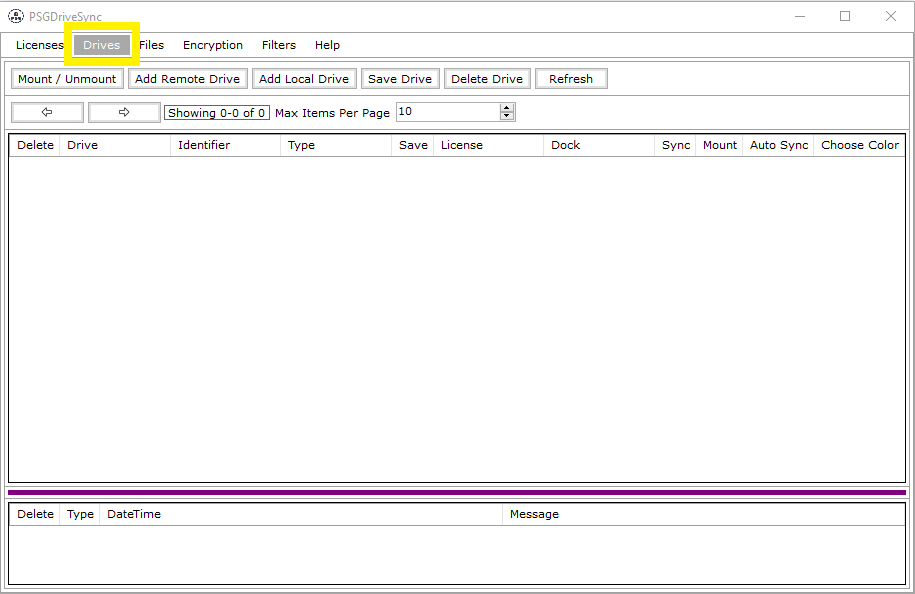 PSGDriveSync
Licenses Drives Files Encryption Filters Help
Mount / Unmount Add Remote Drive Add Local Drive Save Drive Delete Drive Refresh
Showing 0-0 of 0 Max Items Per Page 10
Delete Drive Identifier Type Save License Dock Sync Mount Auto Sync Choose Color
Delete Type DateTime Message